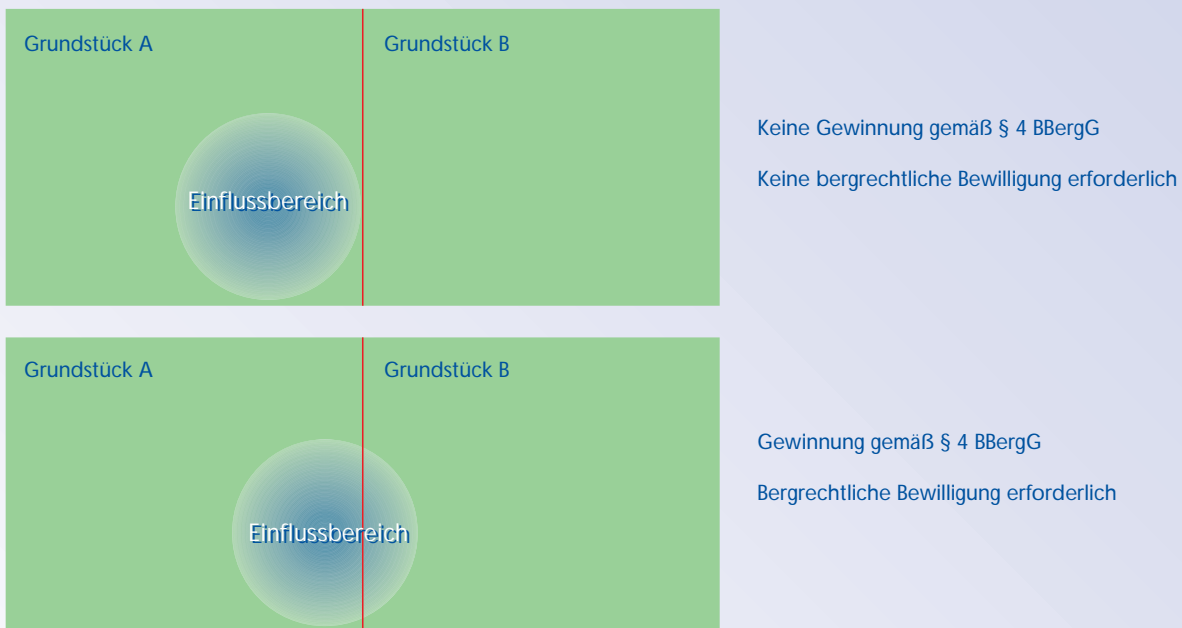 Grundstück A
Grundstück B
Einflussbereich
Keine Gewinnung gemäß § 4 BBergG
Keine bergrechtliche Bewilligung erforderlich
Grundstück A
Grundstück B
Einflussbereich
Gewinnung gemäß § 4 BBergG
Bergrechtliche Bewilligung erforderlich